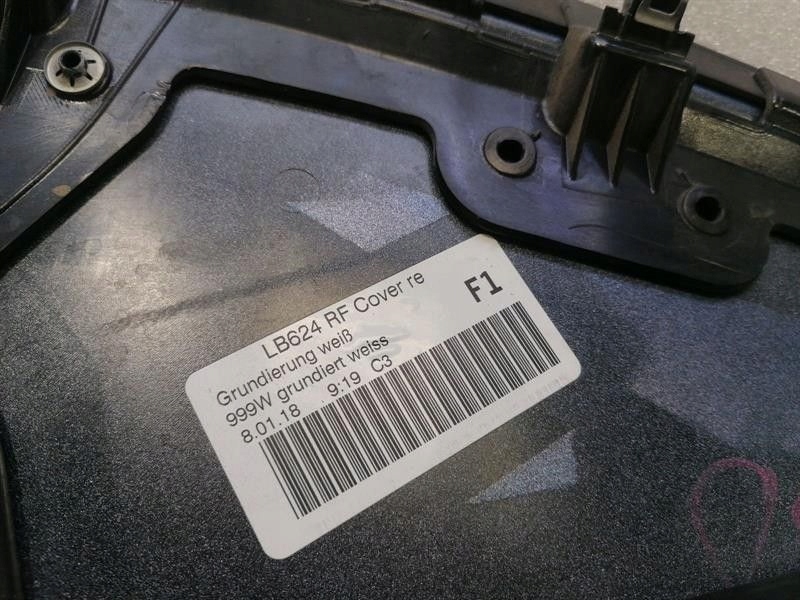 LB624 RF Cover re
F1
Grundierung weiß
999W grundiert weiss
8.01.18 9:19 C3